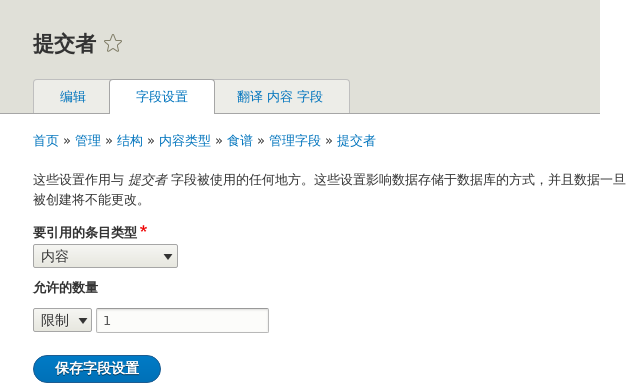 提交者
编辑 字段设置 翻译 内容 字段
首页 » 管理 » 结构 » 内容类型 » 食谱 » 管理字段 » 提交者
这些设置作用与 提交者 字段被使用的任何地方。这些设置影响数据存储于数据库的方式，并且数据一旦
被创建将不能更改。
要引用的条目类型 *
内容
允许的数量
限制 1
保存字段设置